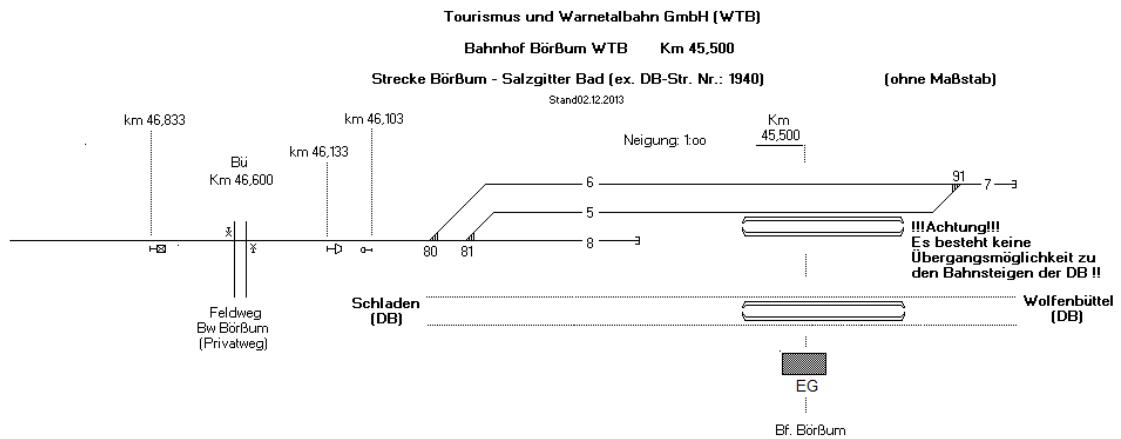 Tourismus und Warnetalbahn GmbH (WTB)
Bahnhof Börßum WTB Km 45,500
Strecke Börßum - Salzgitter Bad (ex. DB-Str. Nr.: 1940) (ohne Maßstab)
Stand02.12.2013
km 46,833
km 46,103
Km
45,500
Neigung: 1:oo
km 46,133
Bü
Km 46,600
6
91
7
5
8
80
81
!!!Achtung!!!
Es besteht keine
Übergangsmöglichkeit zu
den Bahnsteigen der DB !!
Feldweg
Bw Börßum
(Privatweg)
Schladen
(DB)
Wolfenbüttel
(DB)
EG
Bf. Börßum